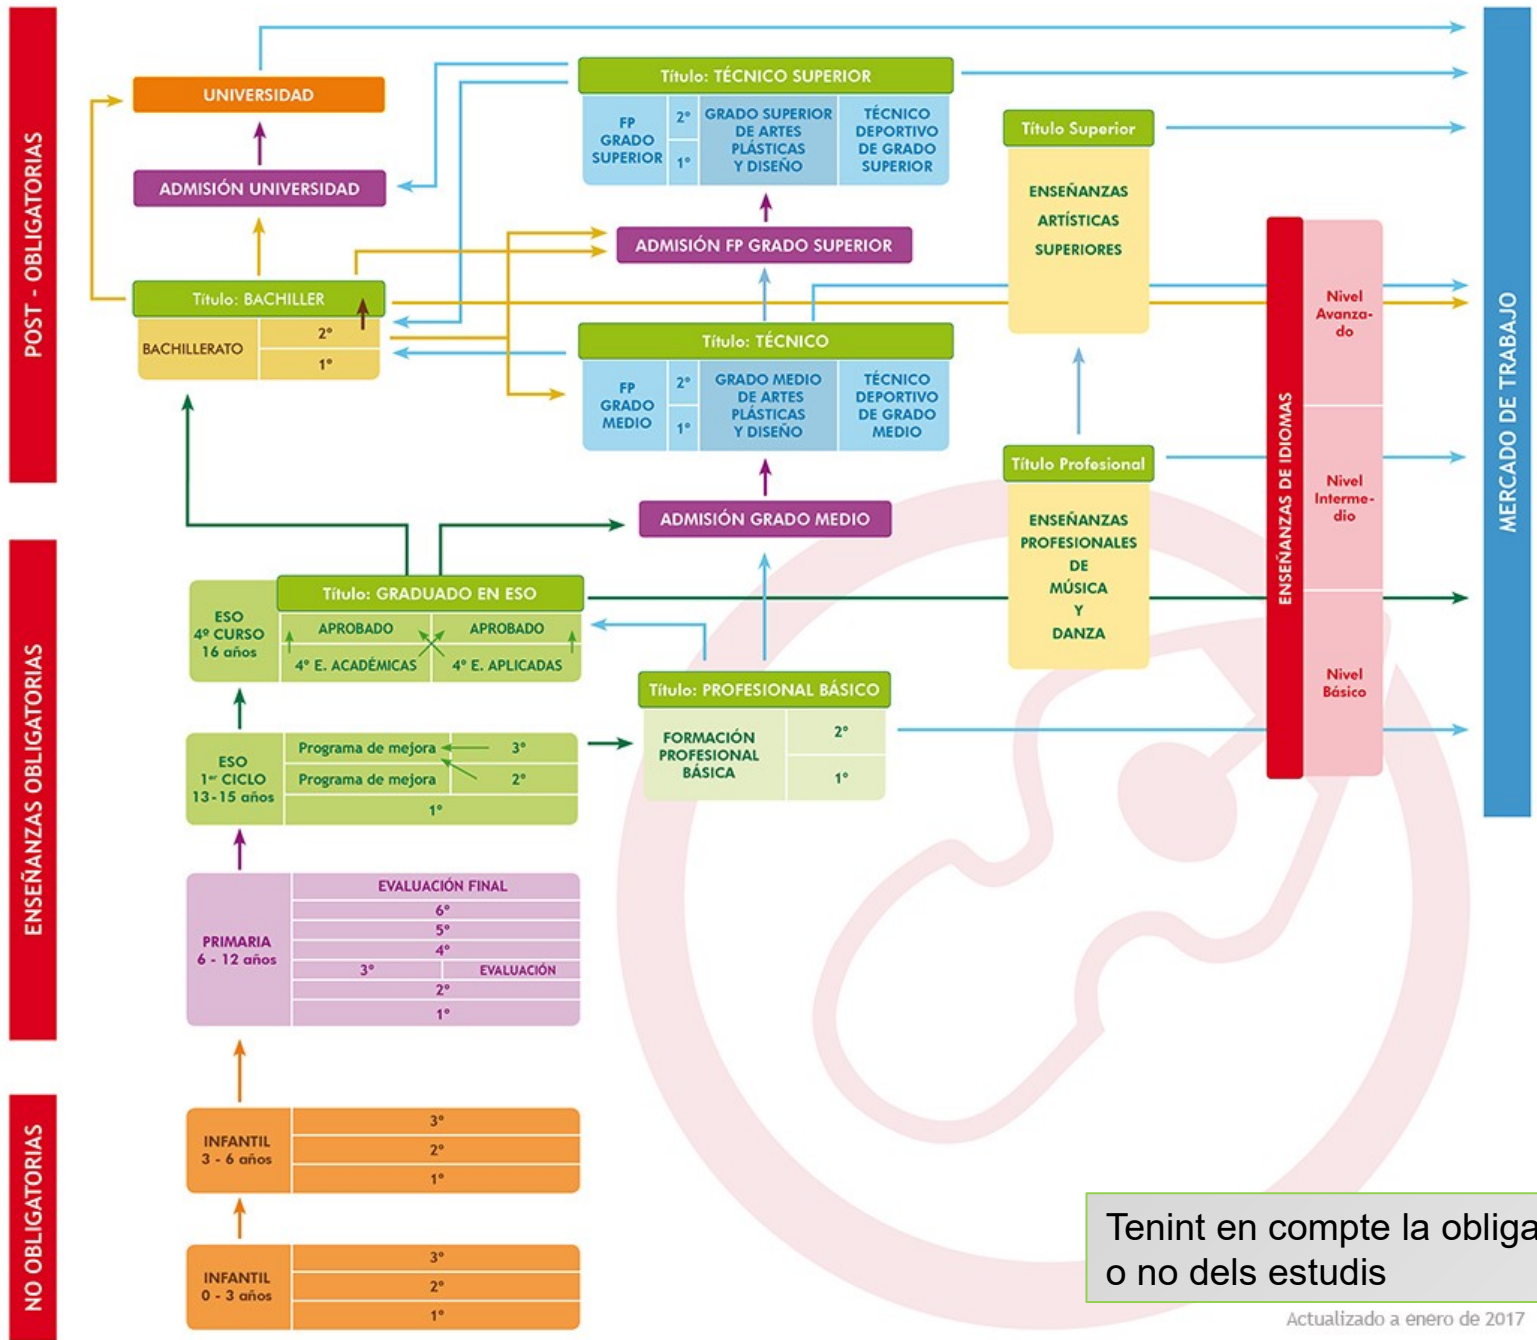 POST - OBLIGATORIAS
ENSEÑANZAS OBLIGATORIAS
NO OBLIGATORIAS
UNIVERSIDAD
ADMISIÓN UNIVERSIDAD
Título: BACHILLER
BACHILLERATO
2º
1º
Título: TÉCNICO SUPERIOR
FP
GRADO
SUPERIOR
2º
1º
GRADO SUPERIOR
DE ARTES
PLÁSTICAS
Y DISEÑO
TÉCNICO
DEPORTIVO
DE GRADO
SUPERIOR
ADMISIÓN FP GRADO SUPERIOR
Título: TÉCNICO
FP
GRADO
MEDIO
2º
1º
GRADO MEDIO
DE ARTES
PLÁSTICAS
Y DISEÑO
TÉCNICO
DEPORTIVO
DE GRADO
MEDIO
ADMISIÓN GRADO MEDIO
Título Superior
ENSEÑANZAS
ARTÍSTICAS
SUPERIORES
Título Profesional
ENSEÑANZAS
PROFESIONALES
DE
MÚSICA
Y
DANZA
ENSEÑANZAS DE IDIOMAS
Nivel
Avanza-
do
Nivel
Interme-
dio
Nivel
Básico
MERCADO DE TRABAJO
ESO
4º CURSO
16 años
Título: GRADUADO EN ESO
APROBADO
APROBADO
4º E. ACADÉMICAS
4º E. APLICADAS
Título: PROFESIONAL BÁSICO
FORMACIÓN
PROFESIONAL
BÁSICA
2º
1º
ESO
1er CICLO
13-15 años
Programa de mejora
3º
Programa de mejora
2º
1º
PRIMARIA
6 - 12 años
EVALUACIÓN FINAL
6º
5º
4º
3º
EVALUACIÓN
2º
1º
INFANTIL
3 - 6 años
3º
2º
1º
INFANTIL
0 - 3 años
3º
2º
1º
Tenint en compte la obliga
o no dels estudis
Actualizado a enero de 2017